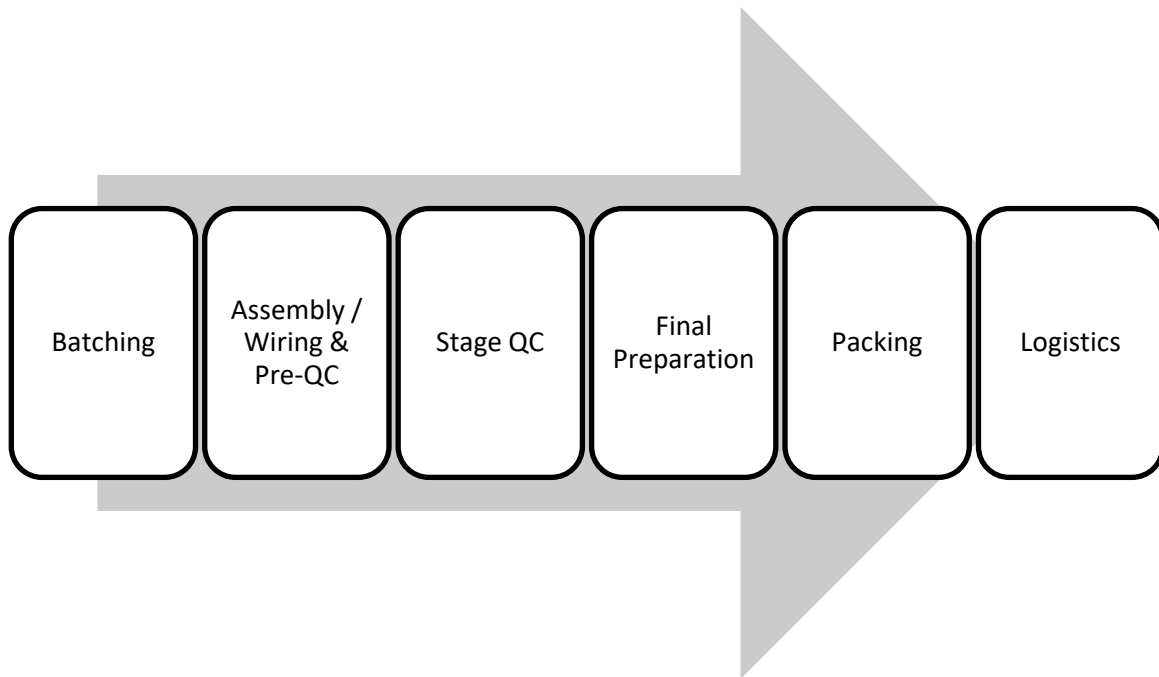 Batching
Assembly /
Wiring &
Pre-QC
Stage QC
Final
Preparation
Packing
Logistics